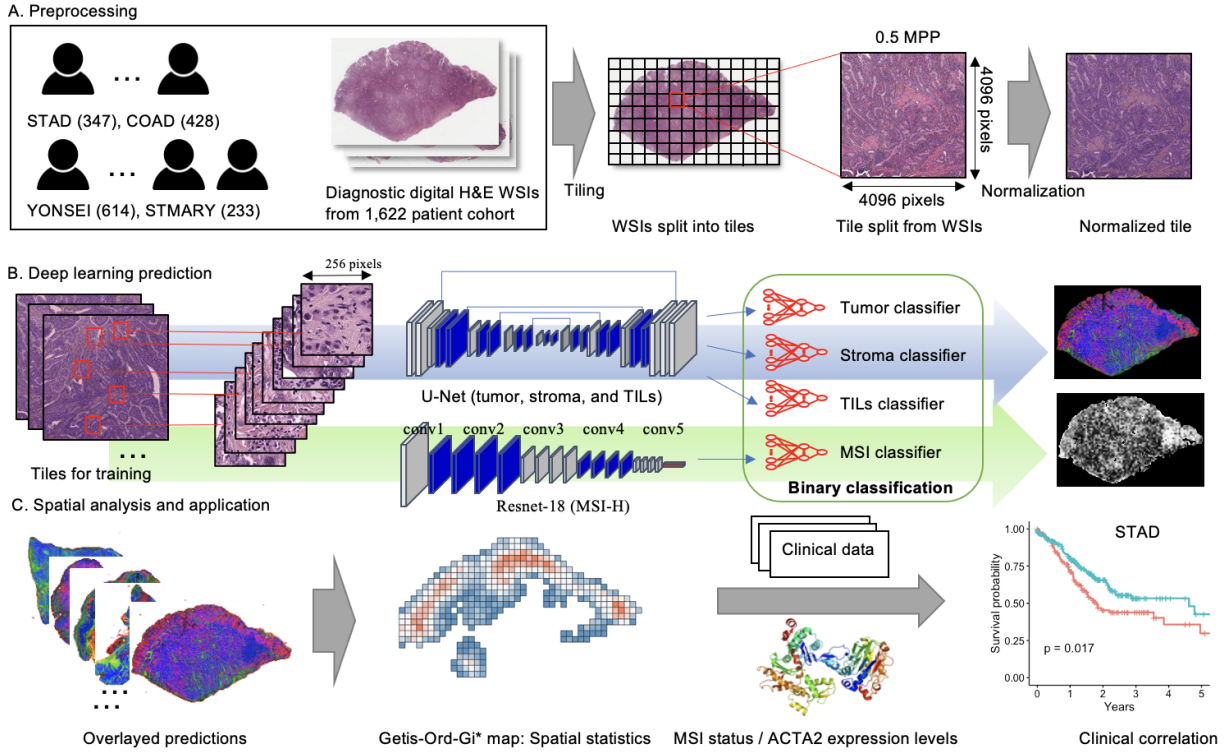 A. Preprocessing
STAD (347), COAD (428)
YONSEI (614), STMARY (233)
Diagnostic digital H&E WSIs
from 1,622 patient cohort
Tiling
WSIs split into tiles
0.5 MPP
4096 pixels
4096 pixels
Tile split from WSIs
Normalization
Normalized tile
B. Deep learning prediction
256 pixels
Tiles for training
U-Net (tumor, stroma, and TILs)
conv1 conv2 conv3 conv4 conv5
Resnet-18 (MSI-H)
Tumor classifier
Stroma classifier
TILs classifier
MSI classifier
Binary classification
C. Spatial analysis and application
Overlayed predictions
Getis-Ord-Gi* map: Spatial statistics
Clinical data
MSI status / ACTA2 expression levels
STAD
Survival probability
1.00
0.75
0.50
0.25
0.00
p = 0.017
0 1 2 3 4 5
Years
Clinical correlation